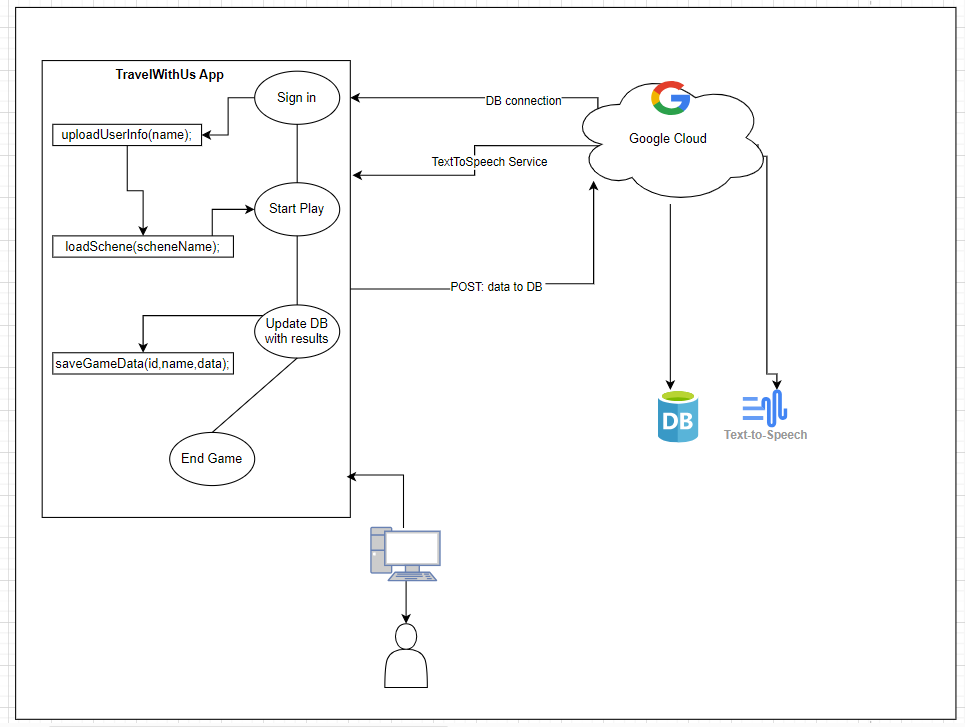 TravelWithUs App
Sign in
uploadUserInfo(name);
Start Play
loadSchene(scheneName);
Update DB
with results
saveGameData(id,name,data);
End Game
DB connection
TextToSpeech Service
POST: data to DB
Google Cloud
DB
Text-to-Speech